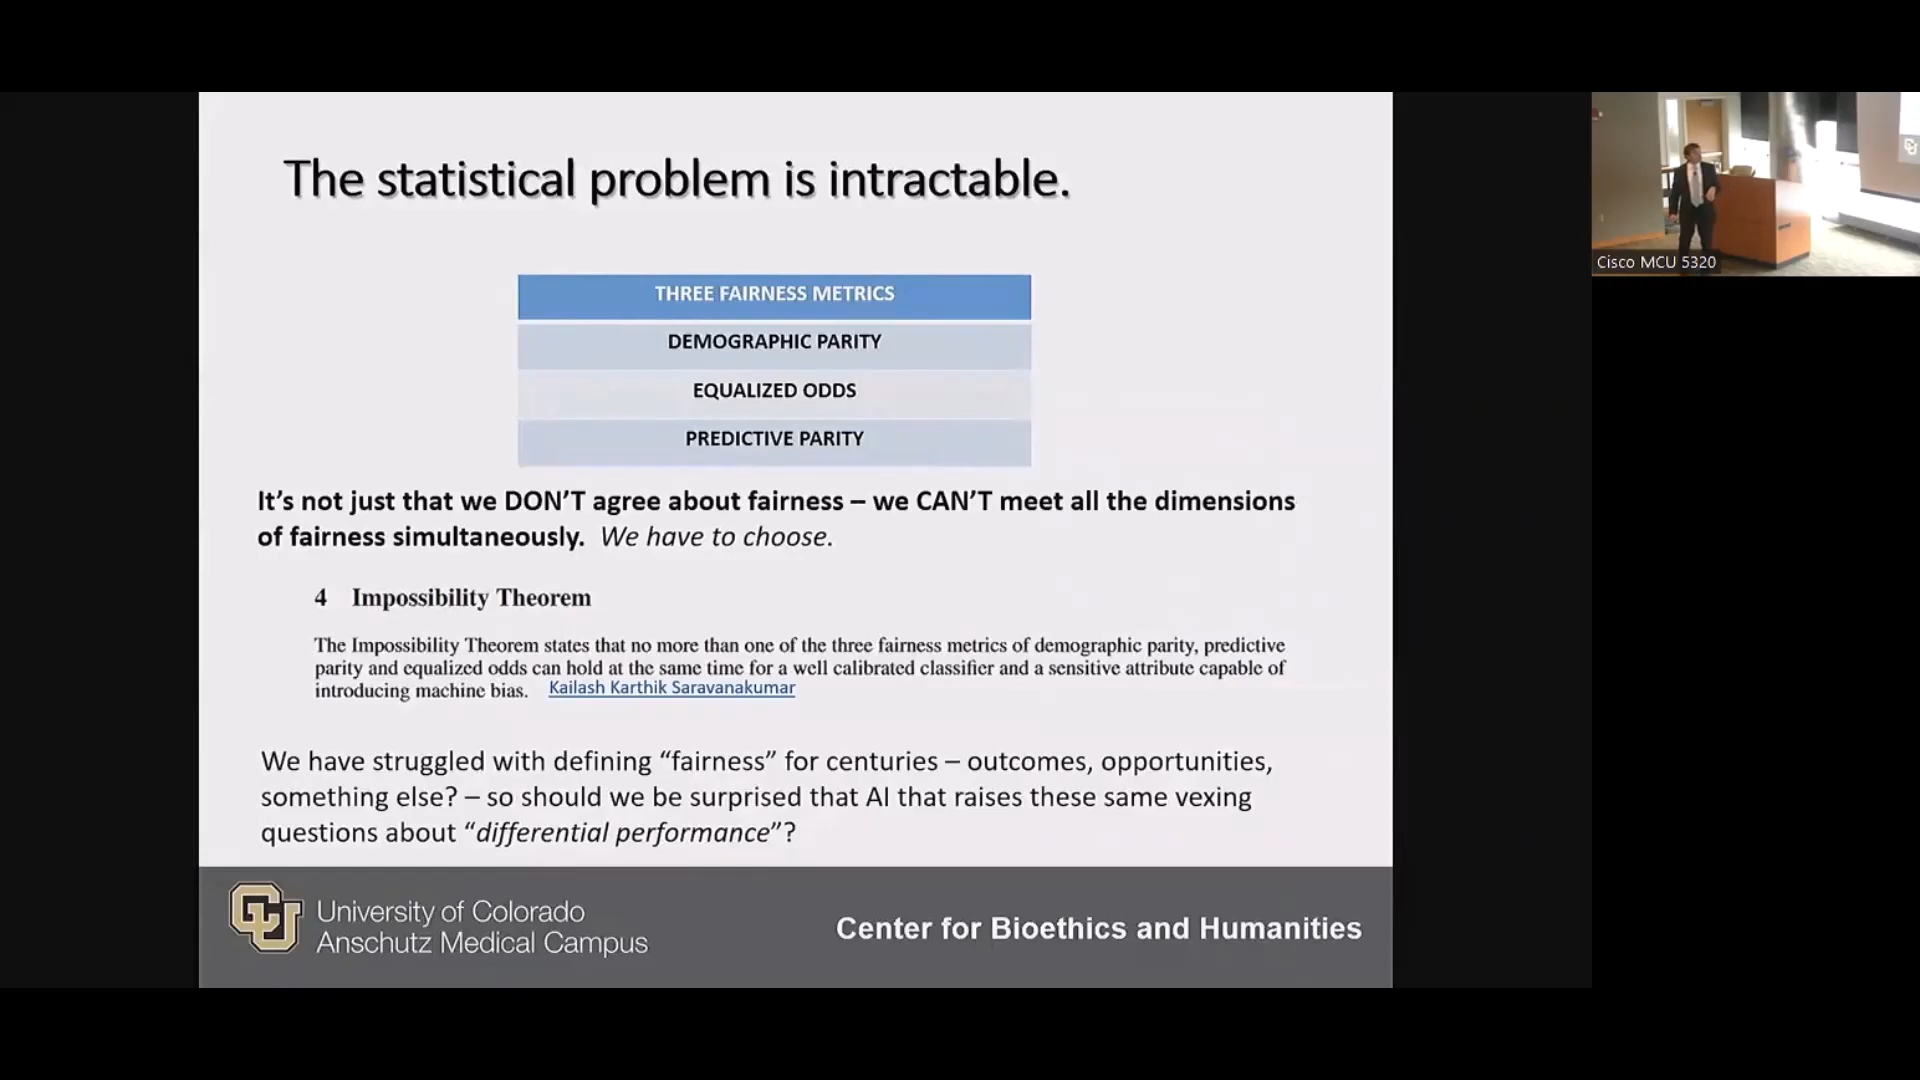 The statistical problem is intractable.
THREE FAIRNESS METRICS
DEMOGRAPHIC PARITY
EQUALIZED ODDS
PREDICTIVE PARITY
It’s not just that we DON’T agree about fairness – we CAN’T meet all the dimensions
of fairness simultaneously. We have to choose.
4 Impossibility Theorem
The Impossibility Theorem states that no more than one of the three fairness metrics of demographic parity, predictive
parity and equalized odds can hold at the same time for a well calibrated classifier and a sensitive attribute capable of
introducing machine bias. Kailash Karthik Saravanakumar
We have struggled with defining “fairness” for centuries – outcomes, opportunities,
something else? – so should we be surprised that AI that raises these same vexing
questions about “differential performance”?
CU
University of Colorado
Anschutz Medical Campus
Center for Bioethics and Humanities
Cisco MCU 5320